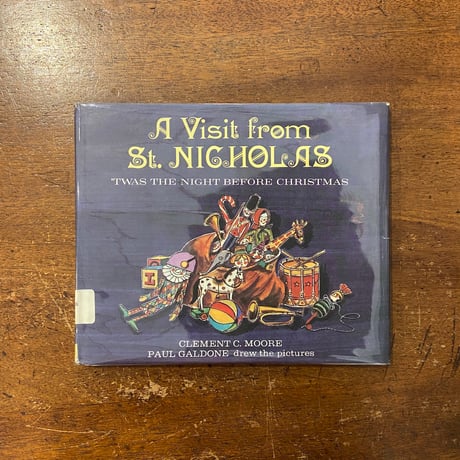 A Visit from
St. NICHOLAS
'TWAS THE NIGHT BEFORE CHRISTMAS
CLEMENT C. MOORE
PAUL GALDONE drew the pictures